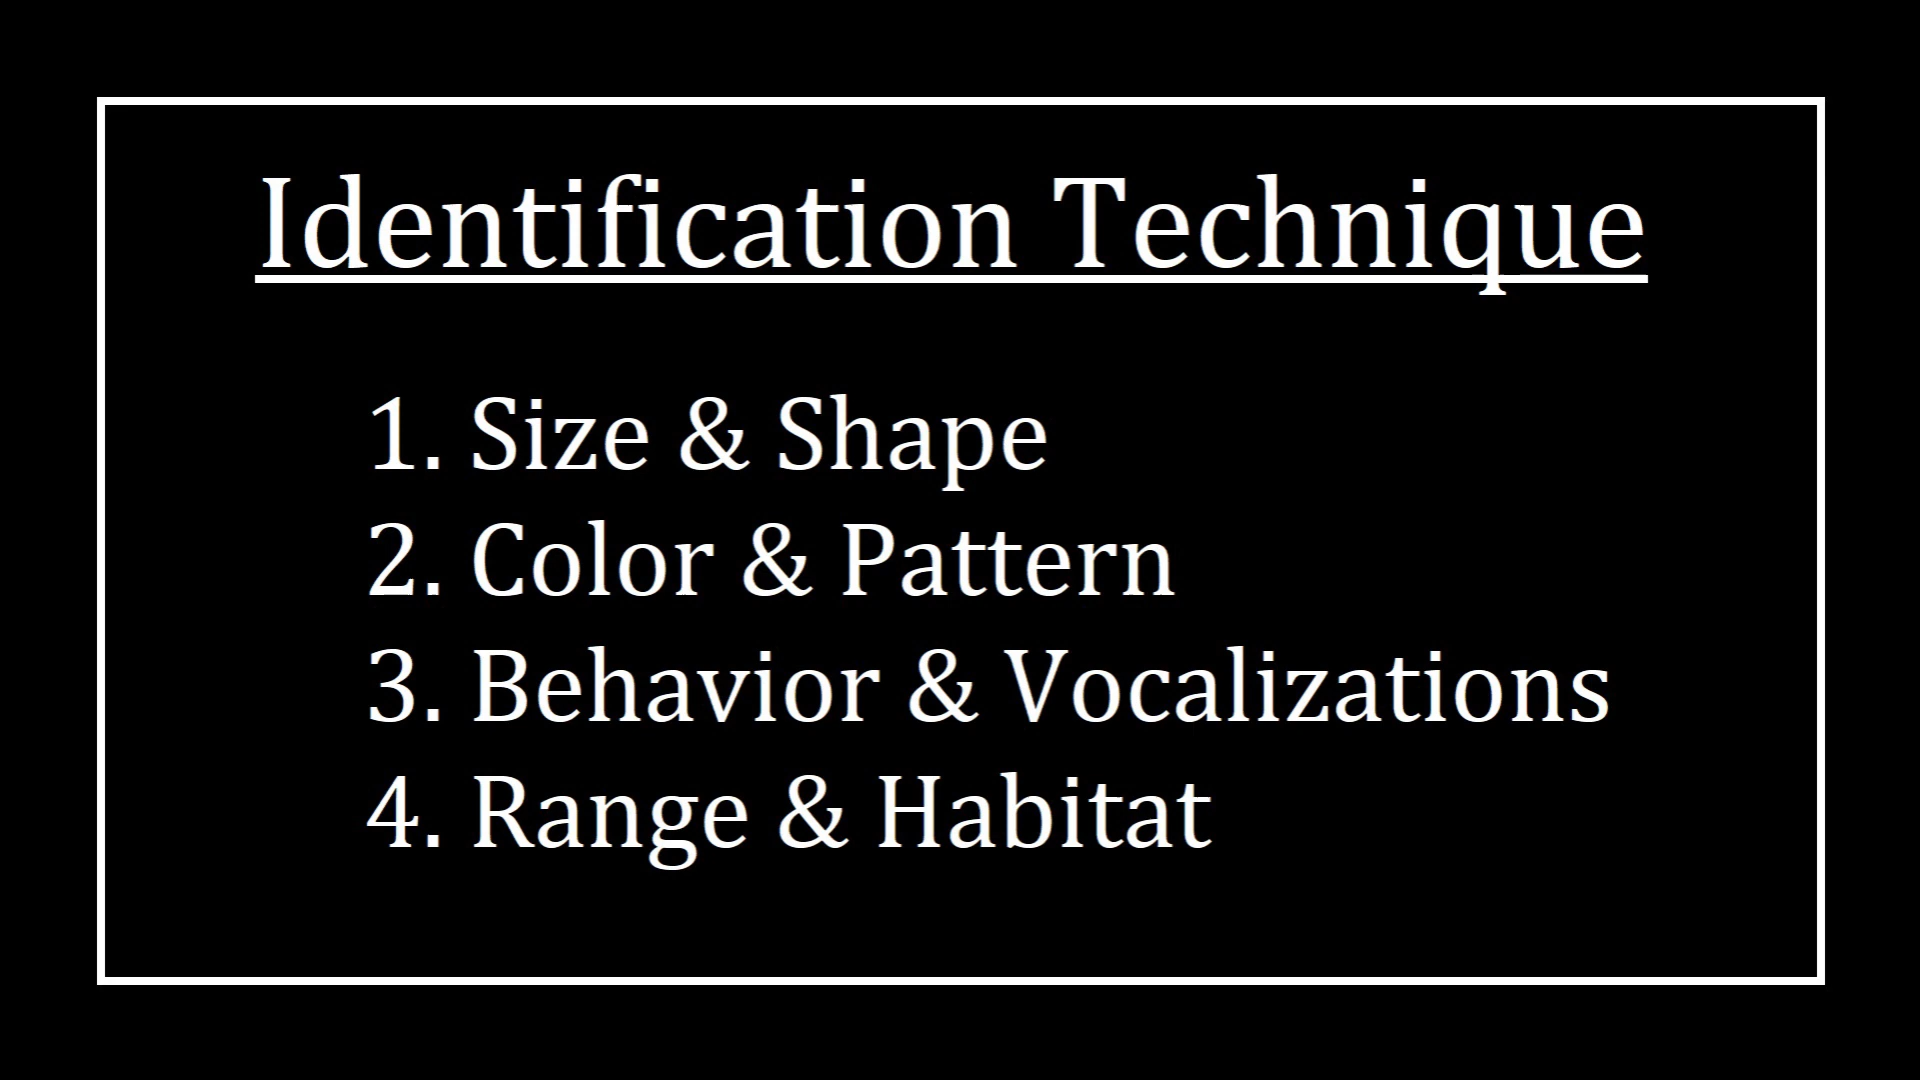 Identification Technique
1. Size & Shape
2. Color & Pattern
3. Behavior & Vocalizations
4. Range & Habitat